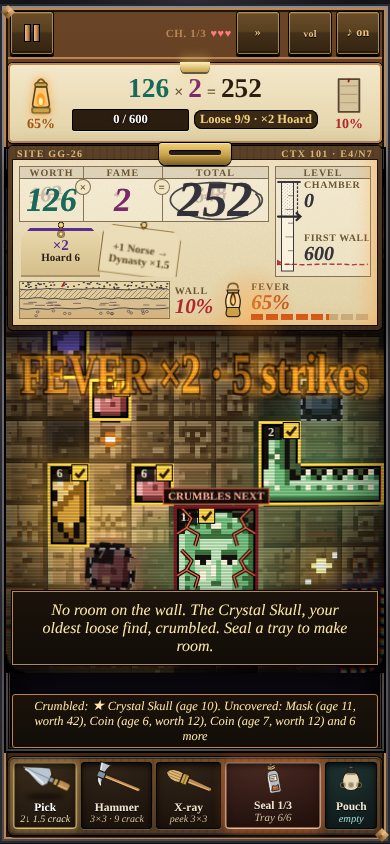 CH. 1/3 ♥♥♥
»
vol
♪ on
126 × 2 = 252
65%
0 / 600
Loose 9/9 · ×2 Hoard
10%
SITE GG-26
CTX 101 · E4/N7
WORTH
FAME
TOTAL
LEVEL
126 × 2 = 252
CHAMBER
0
FIRST WALL
600
×2
Hoard 6
+1 Norse →
Dynasty ×1.5
WALL
10%
FEVER
65%
FEVER ×2 · 5 strikes
2
6
6
CRUMBLES NEXT
1
7
No room on the wall. The Crystal Skull, your
oldest loose find, crumbled. Seal a tray to make
room.
Crumbled: ★ Crystal Skull (age 10). Uncovered: Mask (age 11,
worth 42), Coin (age 6, worth 12), Coin (age 7, worth 12) and 6
more
Pick
2↓ 1.5 crack
Hammer
3×3 · 9 crack
X-ray
peek 3×3
Seal 1/3
Tray 6/6
Pouch
empty